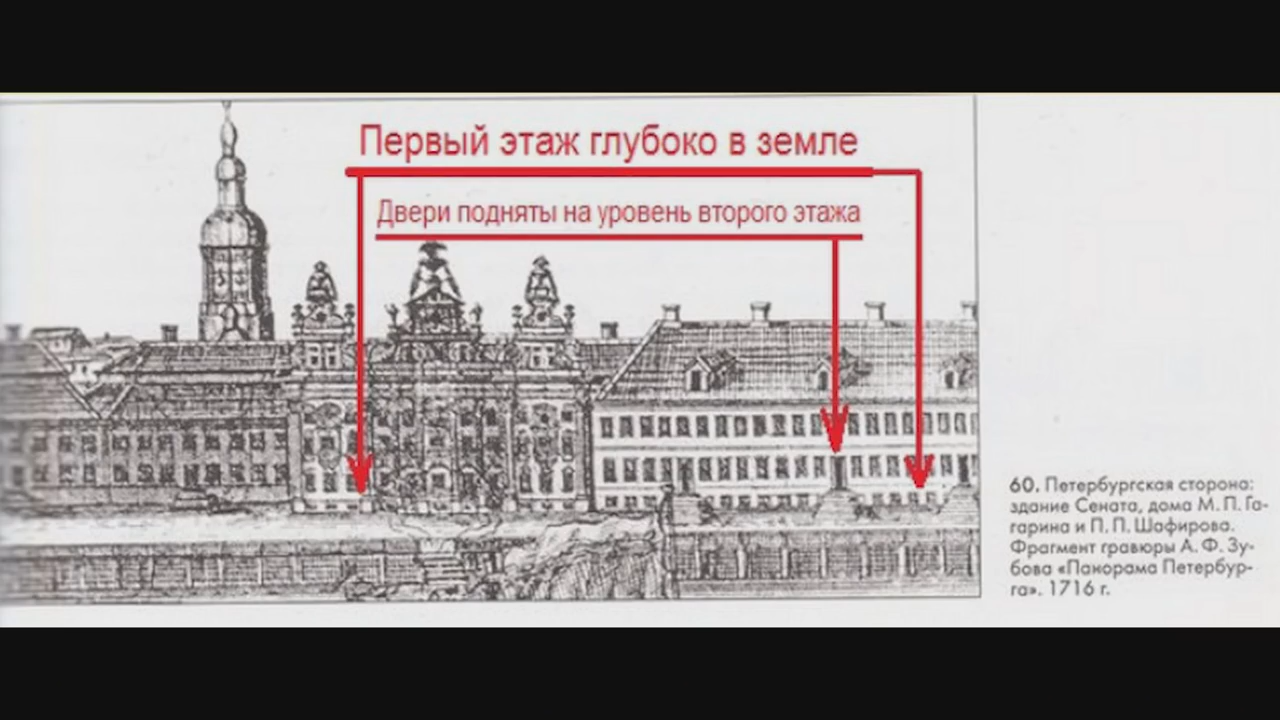 Первый этаж глубоко в земле
Двери подняты на уровень второго этажа
60. Петербургская сторона:
здание Сената, дома М. П. Га-
гарина и П. П. Шафирова.
Фрагмент гравюры А. Ф. Зу-
бова «Панорама Петербур-
га». 1716 г.